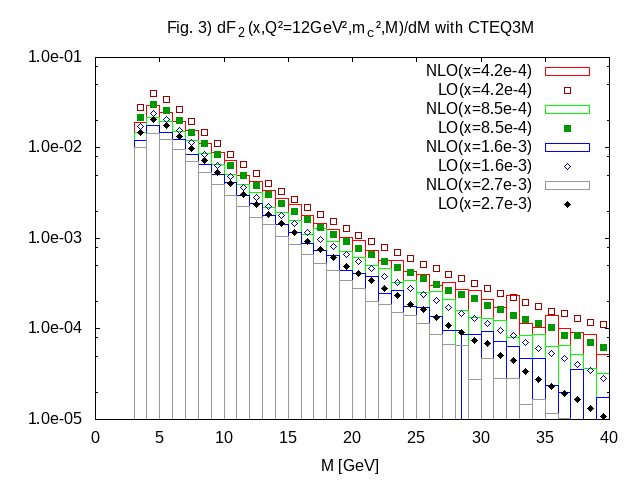 Fig. 3) dF2(x,Q²=12GeV²,mc²,M)/dM with CTEQ3M
1.0e-01
NLO(x=4.2e-4)
LO(x=4.2e-4)
NLO(x=8.5e-4)
LO(x=8.5e-4)
1.0e-02
NLO(x=1.6e-3)
LO(x=1.6e-3)
NLO(x=2.7e-3)
LO(x=2.7e-3)
1.0e-03
1.0e-04
1.0e-05
0 5 10 15 20 25 30 35 40
M [GeV]